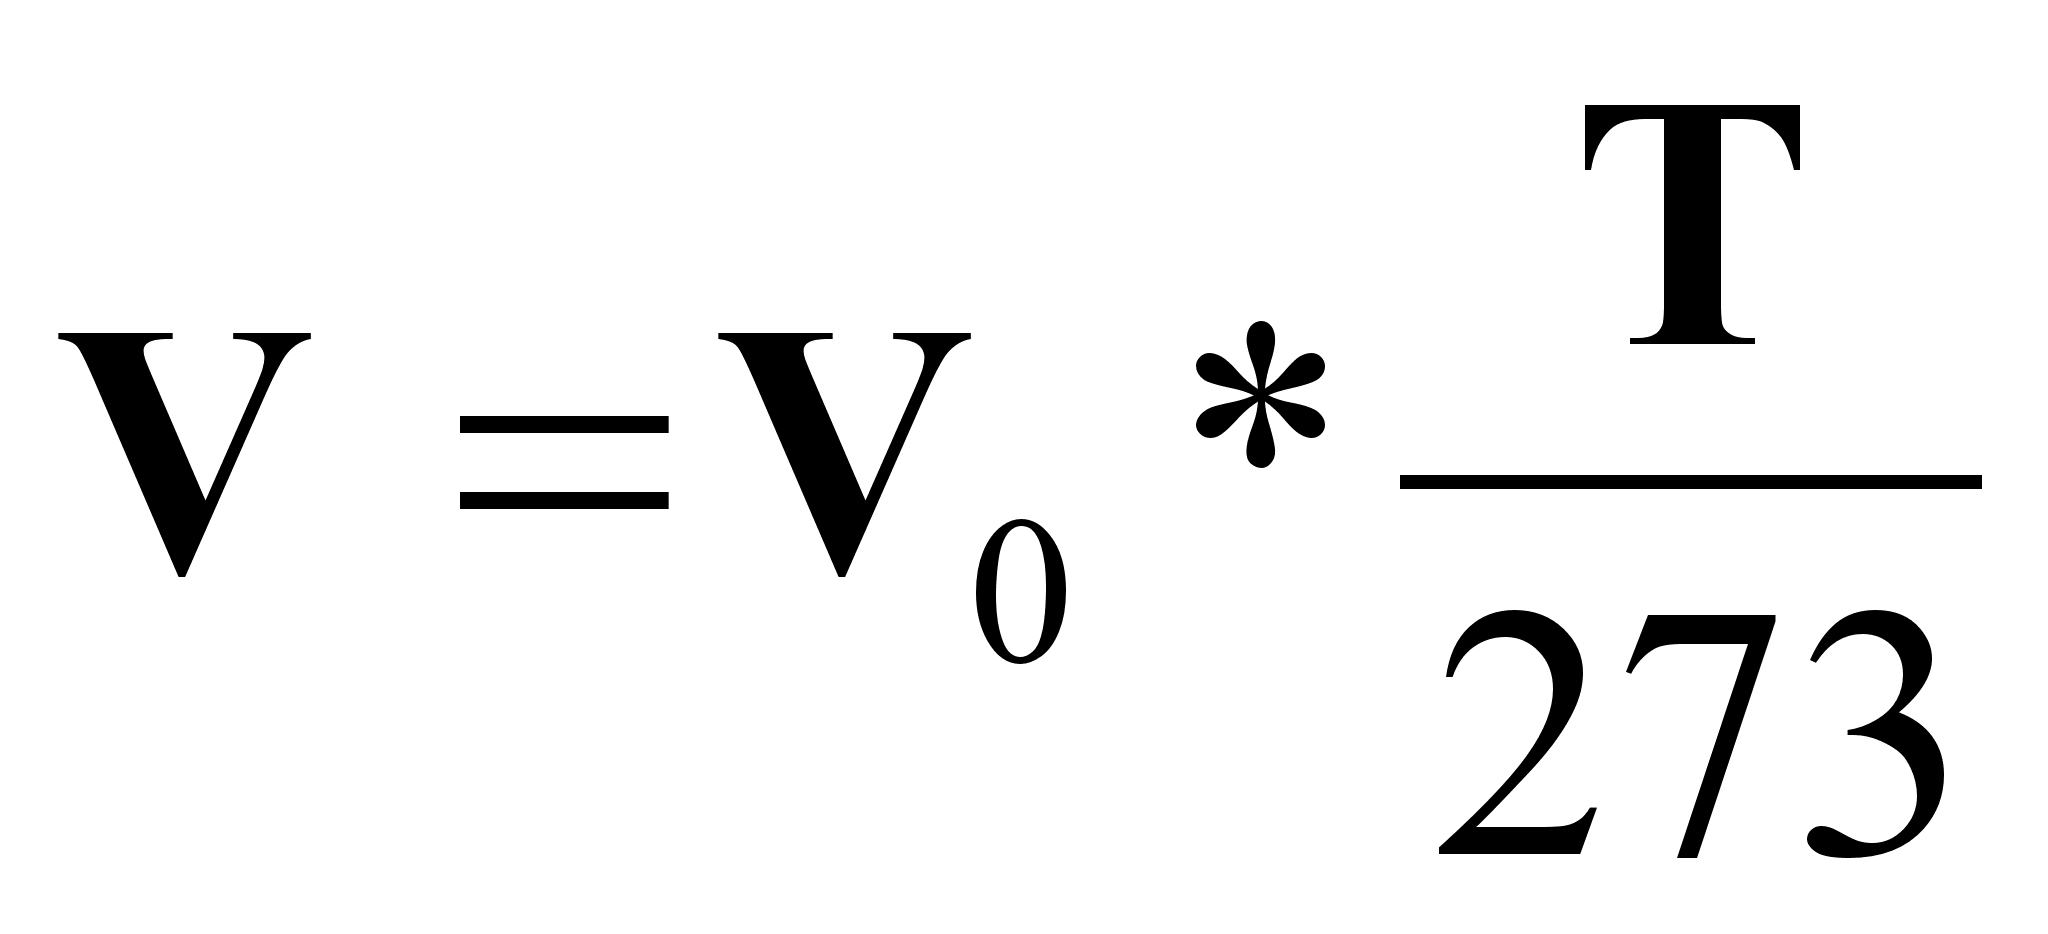 V = V₀ * T/273